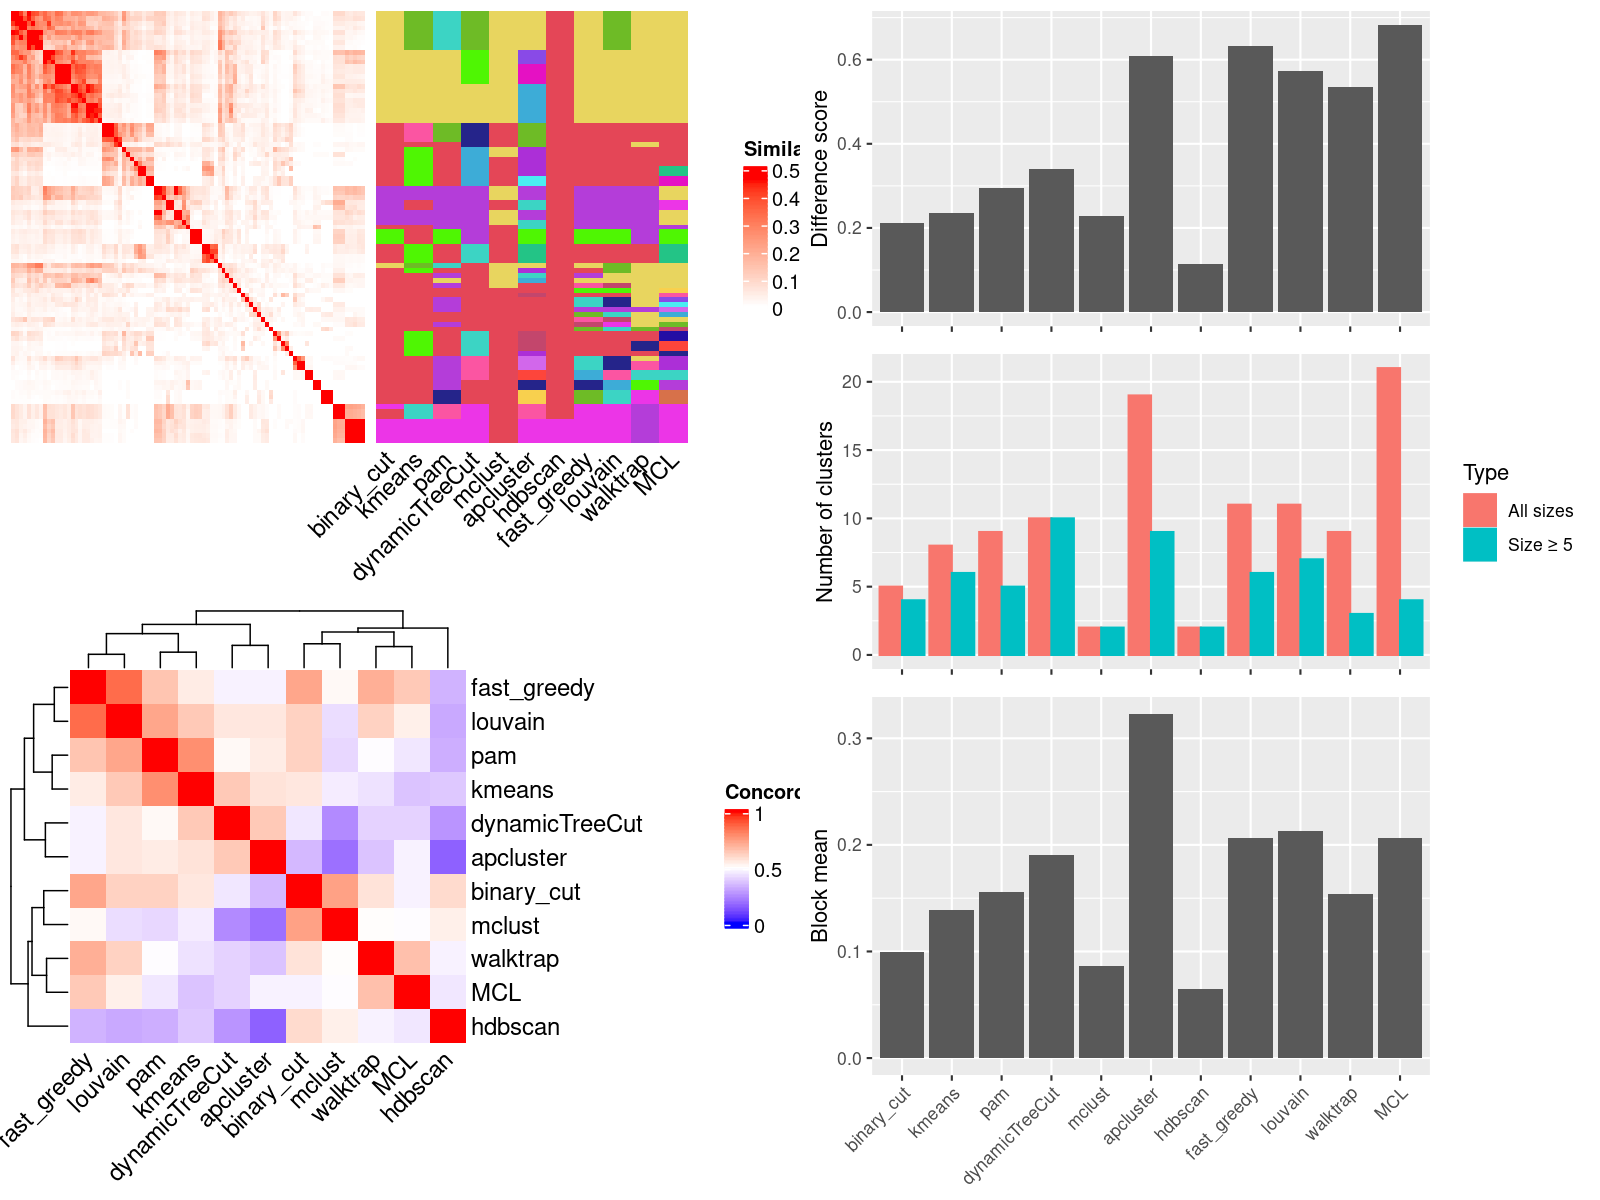 Simila
0.5
0.4
0.3
0.2
0.1
0
binary_cut
kmeans
pam
dynamicTreeCut
mclust
apcluster
hdbscan
fast_greedy
louvain
walktrap
MCL
Difference score
0.6
0.4
0.2
0.0
Number of clusters
20
15
10
5
0
Type
All sizes
Size ≥ 5
fast_greedy
louvain
pam
kmeans
dynamicTreeCut
apcluster
binary_cut
mclust
walktrap
MCL
hdbscan
fast_greedy
louvain
pam
kmeans
dynamicTreeCut
apcluster
binary_cut
mclust
walktrap
MCL
hdbscan
Concord
1
0.5
0
Block mean
0.3
0.2
0.1
0.0
binary_cut
kmeans
pam
dynamicTreeCut
mclust
apcluster
hdbscan
fast_greedy
louvain
walktrap
MCL